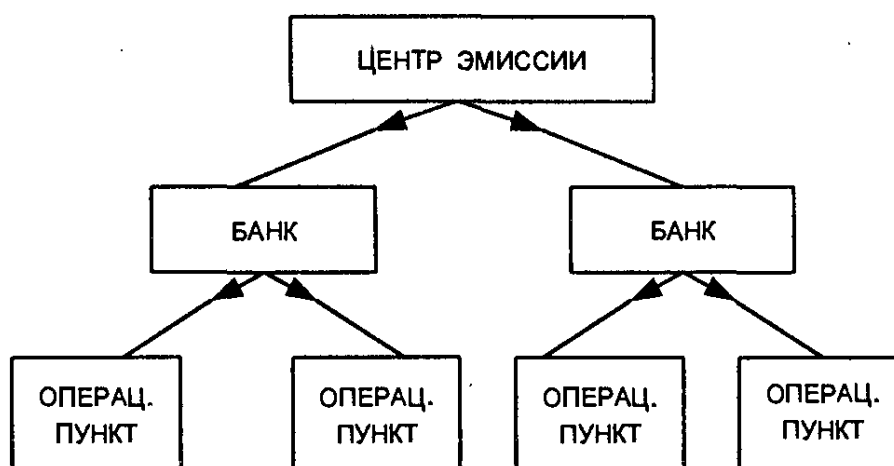 ЦЕНТР ЭМИССИИ
БАНК
БАНК
ОПЕРАЦ.
ПУНКТ
ОПЕРАЦ.
ПУНКТ
ОПЕРАЦ.
ПУНКТ
ОПЕРАЦ.
ПУНКТ